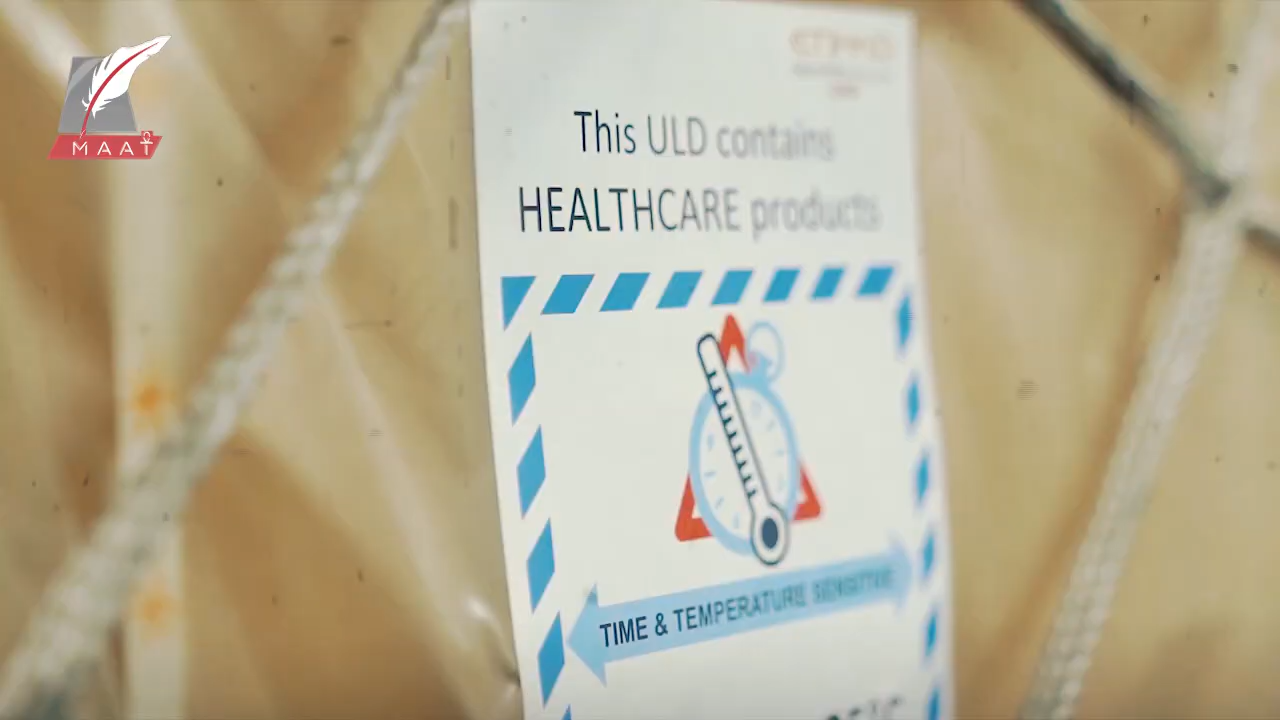 MAAT
This ULD contains
HEALTHCARE products
TIME & TEMPERATURE SENSITIVE